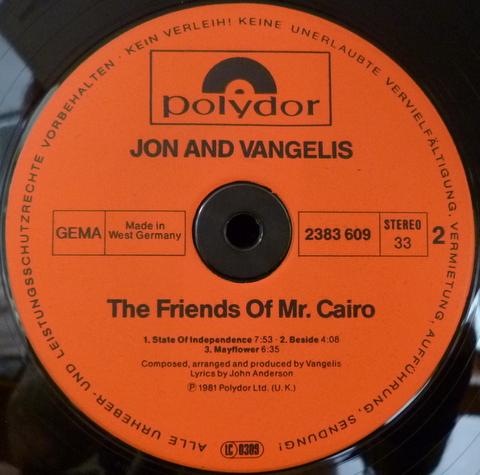 ALLE URHEBER- UND LEISTUNGSSCHUTZRECHTE VORBEHALTEN · KEIN VERLEIH! KEINE UNERLAUBTE VERVIELFÄLTIGUNG, VERMIETUNG, AUFFÜHRUNG, SENDUNG!
polydor
JON AND VANGELIS
GEMA
Made in
West Germany
2383 609
STEREO
33
2
The Friends Of Mr. Cairo
1. State Of Independence 7:53 · 2. Beside 4:08
3. Mayflower 6:35
Composed, arranged and produced by Vangelis
Lyrics by John Anderson
℗ 1981 Polydor Ltd. (U.K.)
LC 0309